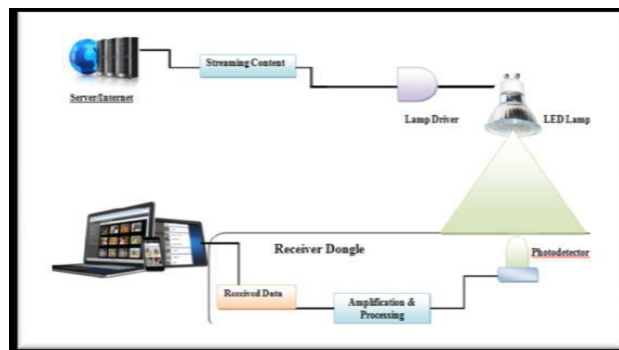 Streaming Content
Server/Internet
Lamp Driver
LED Lamp
Receiver Dongle
Photodetector
Received Data
Amplification &
Processing